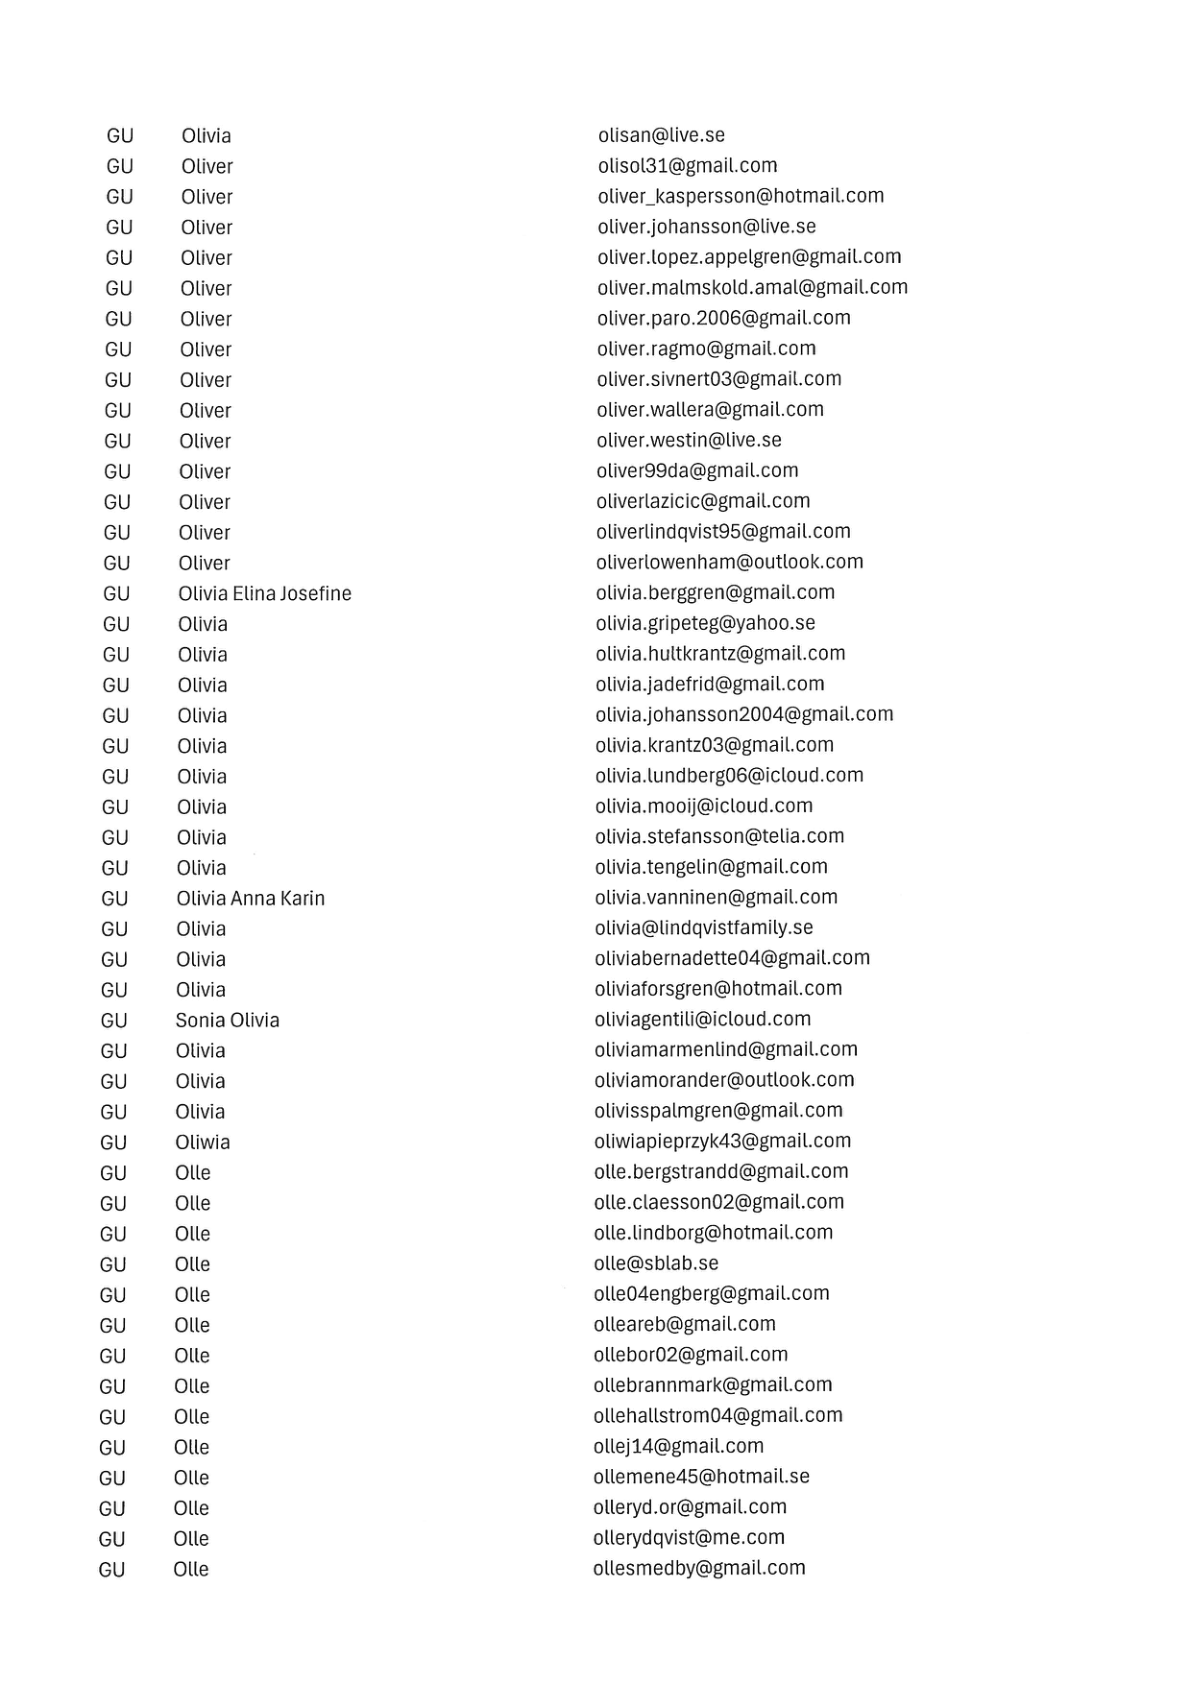 GU Olivia olisan@live.se
GU Oliver olisol31@gmail.com
GU Oliver oliver_kaspersson@hotmail.com
GU Oliver oliver.johansson@live.se
GU Oliver oliver.lopez.appelgren@gmail.com
GU Oliver oliver.malmskold.amal@gmail.com
GU Oliver oliver.paro.2006@gmail.com
GU Oliver oliver.ragmo@gmail.com
GU Oliver oliver.sivnert03@gmail.com
GU Oliver oliver.wallera@gmail.com
GU Oliver oliver.westin@live.se
GU Oliver oliver99da@gmail.com
GU Oliver oliverlazicic@gmail.com
GU Oliver oliverlindqvist95@gmail.com
GU Oliver oliverlowenham@outlook.com
GU Olivia Elina Josefine olivia.berggren@gmail.com
GU Olivia olivia.gripeteg@yahoo.se
GU Olivia olivia.hultkrantz@gmail.com
GU Olivia olivia.jadefrid@gmail.com
GU Olivia olivia.johansson2004@gmail.com
GU Olivia olivia.krantz03@gmail.com
GU Olivia olivia.lundberg06@icloud.com
GU Olivia olivia.mooij@icloud.com
GU Olivia olivia.stefansson@telia.com
GU Olivia olivia.tengelin@gmail.com
GU Olivia Anna Karin olivia.vanninen@gmail.com
GU Olivia olivia@lindqvistfamily.se
GU Olivia oliviabernadette04@gmail.com
GU Olivia oliviaforsgren@hotmail.com
GU Sonia Olivia oliviagentili@icloud.com
GU Olivia oliviamarmenlind@gmail.com
GU Olivia oliviamorander@outlook.com
GU Olivia olivisspalmgren@gmail.com
GU Oliwia oliwiapieprzyk43@gmail.com
GU Olle olle.bergstrandd@gmail.com
GU Olle olle.claesson02@gmail.com
GU Olle olle.lindborg@hotmail.com
GU Olle olle@sblab.se
GU Olle olle04engberg@gmail.com
GU Olle olleareb@gmail.com
GU Olle ollebor02@gmail.com
GU Olle ollebrannmark@gmail.com
GU Olle ollehallstrom04@gmail.com
GU Olle ollej14@gmail.com
GU Olle ollemene45@hotmail.se
GU Olle olleryd.or@gmail.com
GU Olle ollerydqvist@me.com
GU Olle ollesmedby@gmail.com